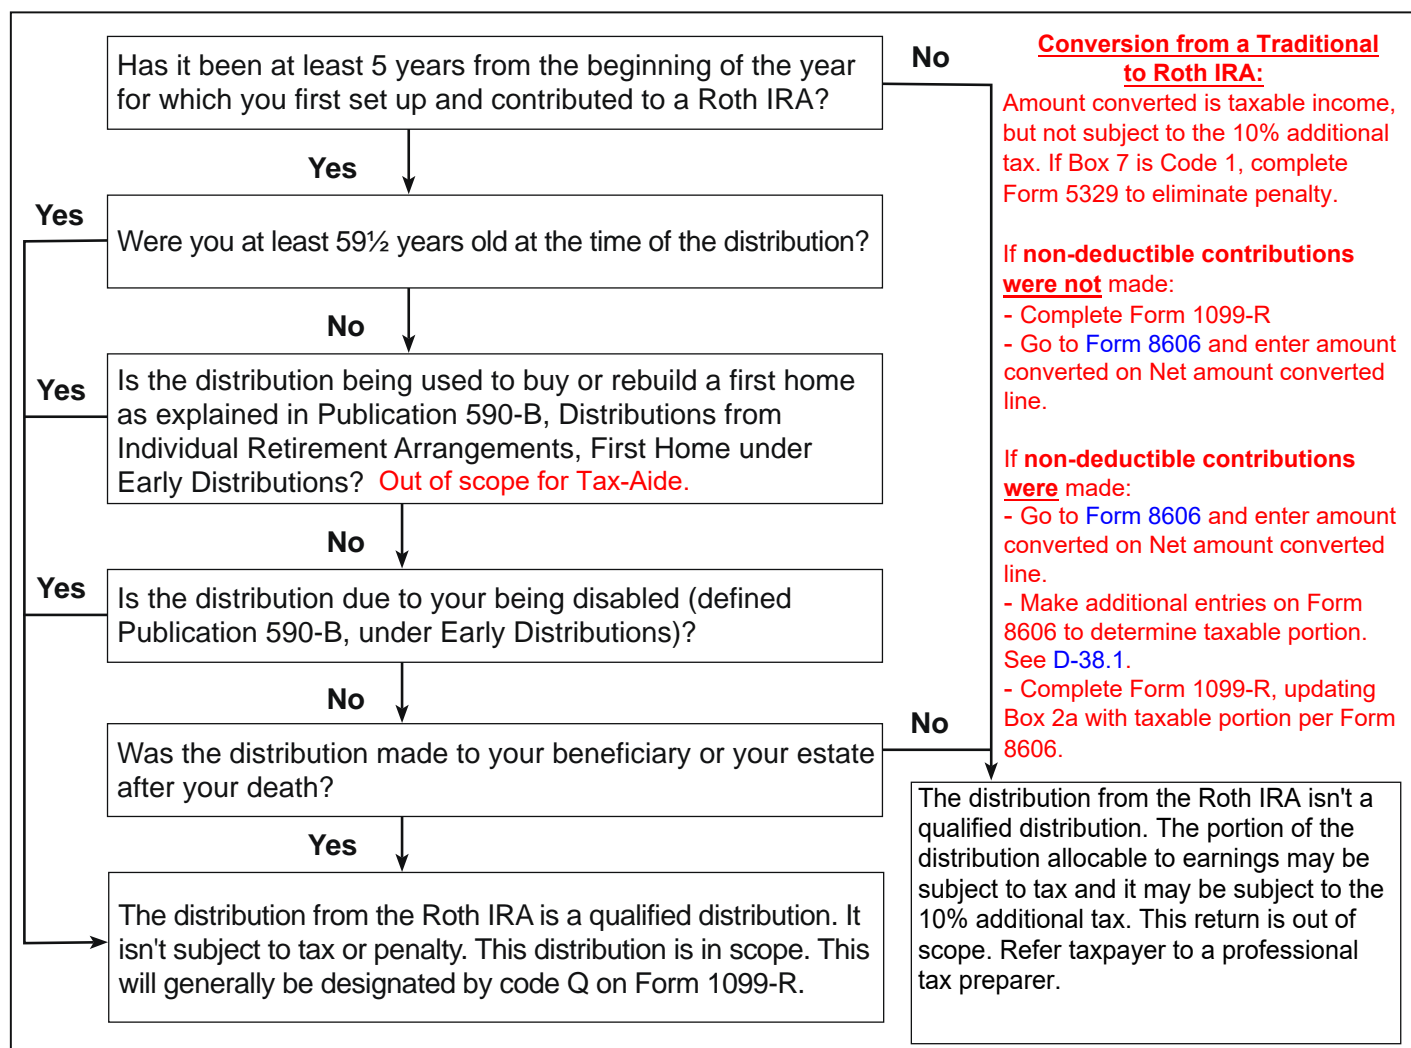 Has it been at least 5 years from the beginning of the year
for which you first set up and contributed to a Roth IRA?
No
Yes
Yes
Were you at least 59½ years old at the time of the distribution?
No
Yes
Is the distribution being used to buy or rebuild a first home
as explained in Publication 590-B, Distributions from
Individual Retirement Arrangements, First Home under
Early Distributions? Out of scope for Tax-Aide.
No
Yes
Is the distribution due to your being disabled (defined
Publication 590-B, under Early Distributions)?
No
No
Was the distribution made to your beneficiary or your estate
after your death?
Yes
The distribution from the Roth IRA is a qualified distribution. It
isn't subject to tax or penalty. This distribution is in scope. This
will generally be designated by code Q on Form 1099-R.
Conversion from a Traditional
to Roth IRA:
Amount converted is taxable income,
but not subject to the 10% additional
tax. If Box 7 is Code 1, complete
Form 5329 to eliminate penalty.
If non-deductible contributions
were not made:
- Complete Form 1099-R
- Go to Form 8606 and enter amount
converted on Net amount converted
line.
If non-deductible contributions
were made:
- Go to Form 8606 and enter amount
converted on Net amount converted
line.
- Make additional entries on Form
8606 to determine taxable portion.
See D-38.1.
- Complete Form 1099-R, updating
Box 2a with taxable portion per Form
8606.
The distribution from the Roth IRA isn't a
qualified distribution. The portion of the
distribution allocable to earnings may be
subject to tax and it may be subject to the
10% additional tax. This return is out of
scope. Refer taxpayer to a professional
tax preparer.